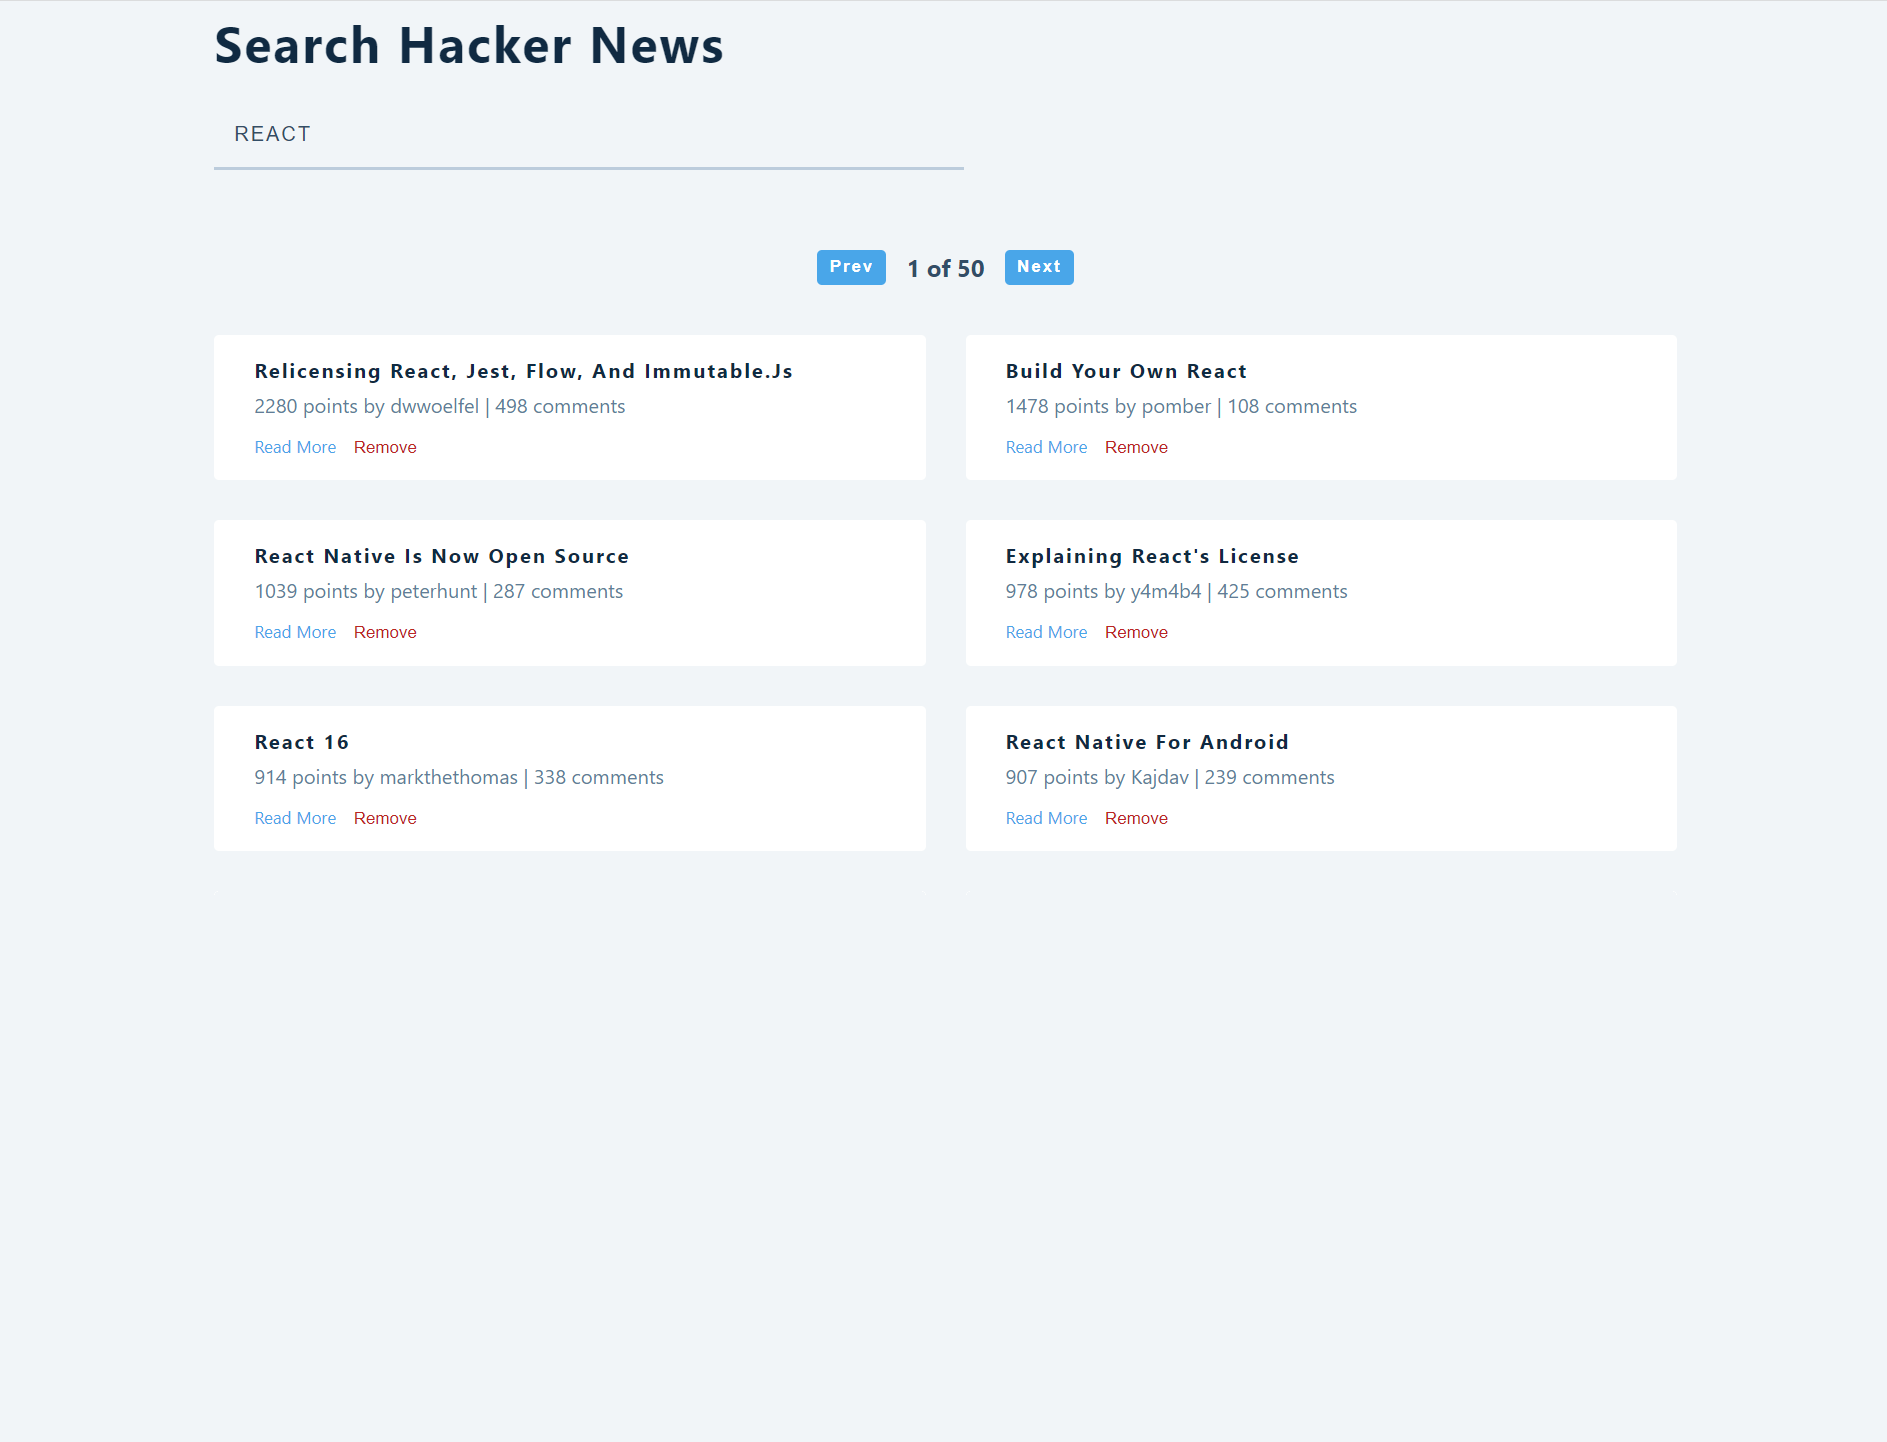 Search Hacker News
REACT
Prev 1 of 50 Next
Relicensing React, Jest, Flow, And Immutable.Js
2280 points by dwwoelfel | 498 comments
Read More Remove
Build Your Own React
1478 points by pomber | 108 comments
Read More Remove
React Native Is Now Open Source
1039 points by peterhunt | 287 comments
Read More Remove
Explaining React's License
978 points by y4m4b4 | 425 comments
Read More Remove
React 16
914 points by markthethomas | 338 comments
Read More Remove
React Native For Android
907 points by Kajdav | 239 comments
Read More Remove